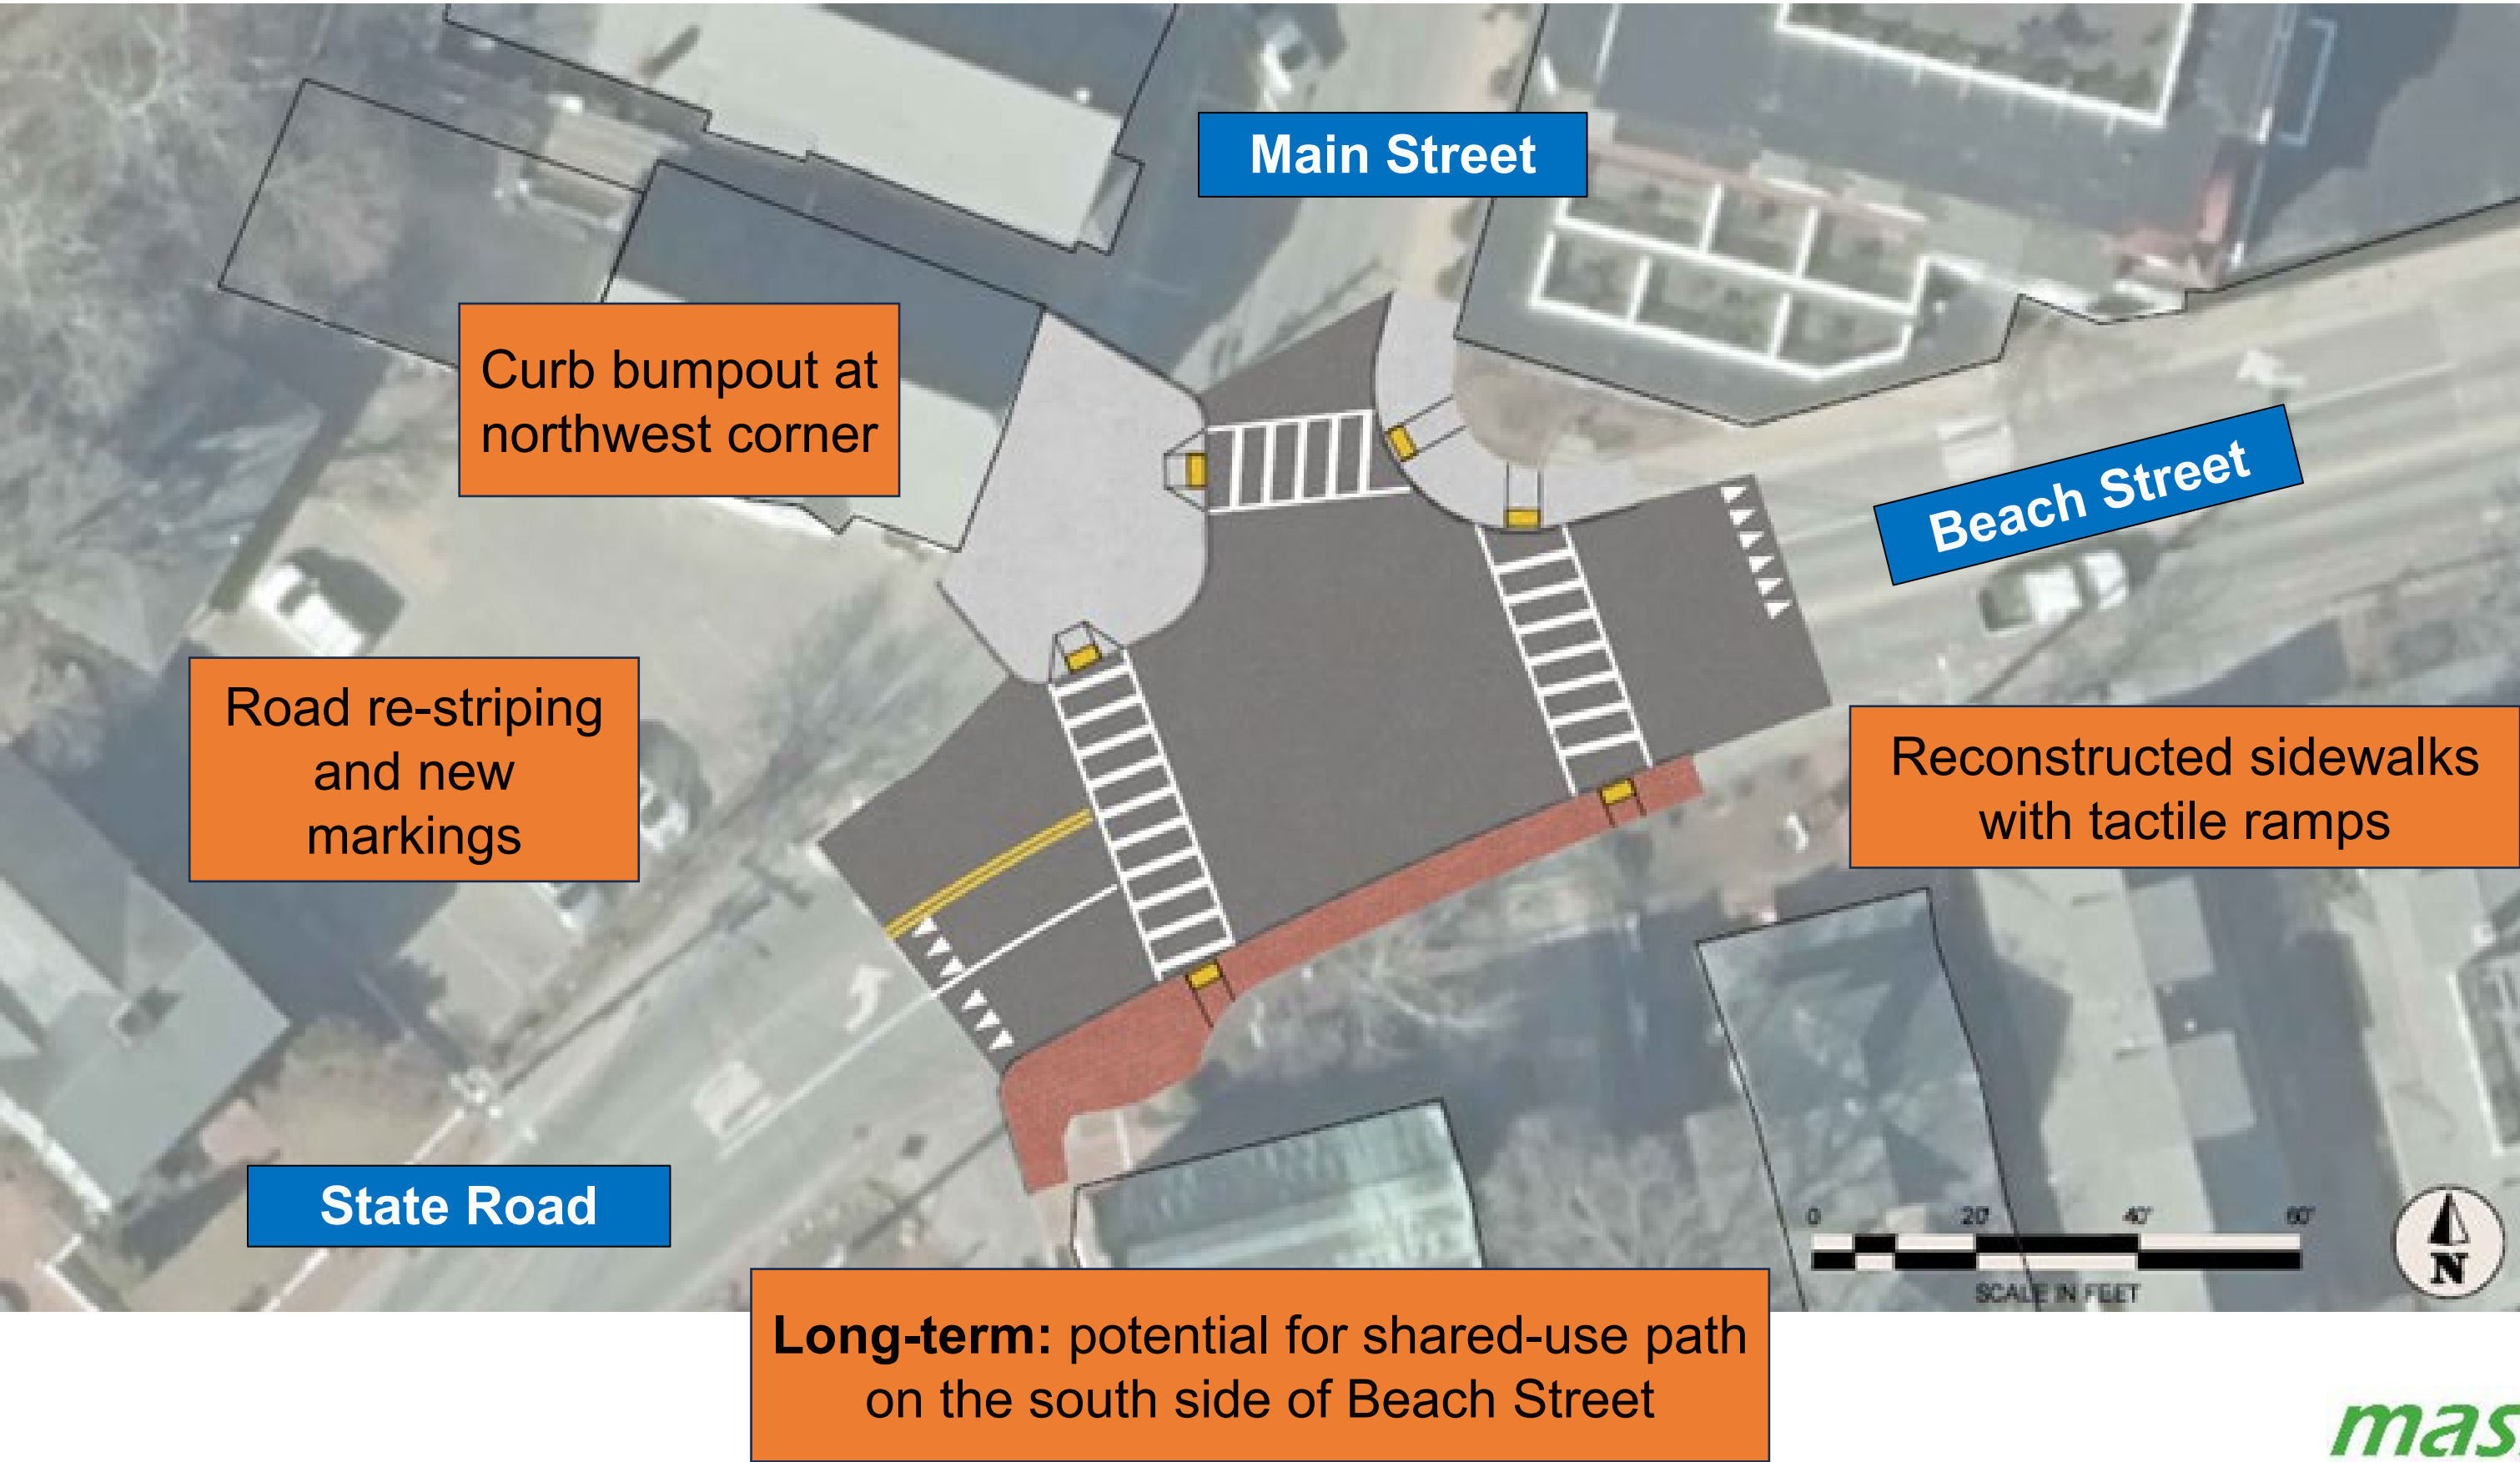 Main Street
Curb bumpout at
northwest corner
Beach Street
Road re-striping
and new
markings
Reconstructed sidewalks
with tactile ramps
State Road
0 20' 40' 60'
SCALE IN FEET
N
Long-term: potential for shared-use path
on the south side of Beach Street
mas